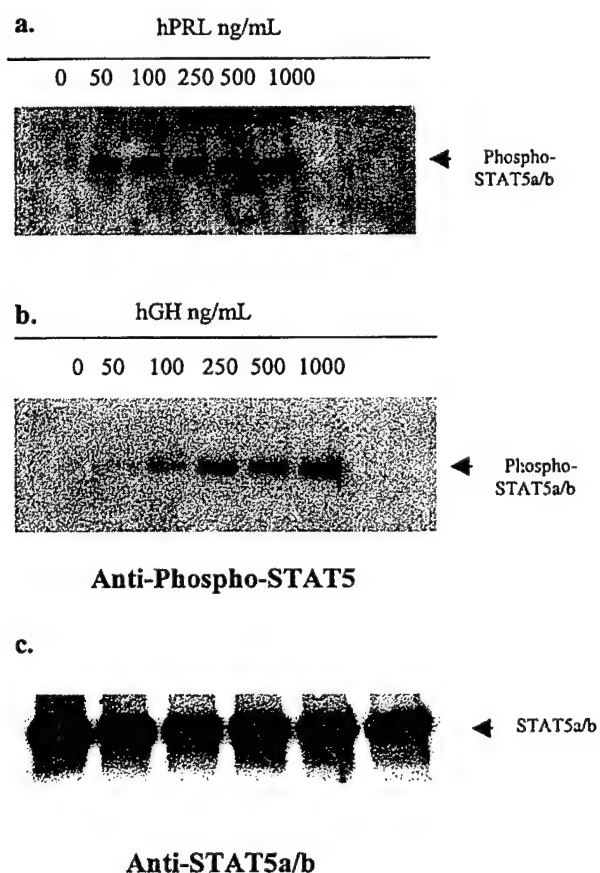 a.
hPRL ng/mL
0 50 100 250 500 1000
Phospho-
STAT5a/b
b.
hGH ng/mL
0 50 100 250 500 1000
Phospho-
STAT5a/b
Anti-Phospho-STAT5
c.
STAT5a/b
Anti-STAT5a/b